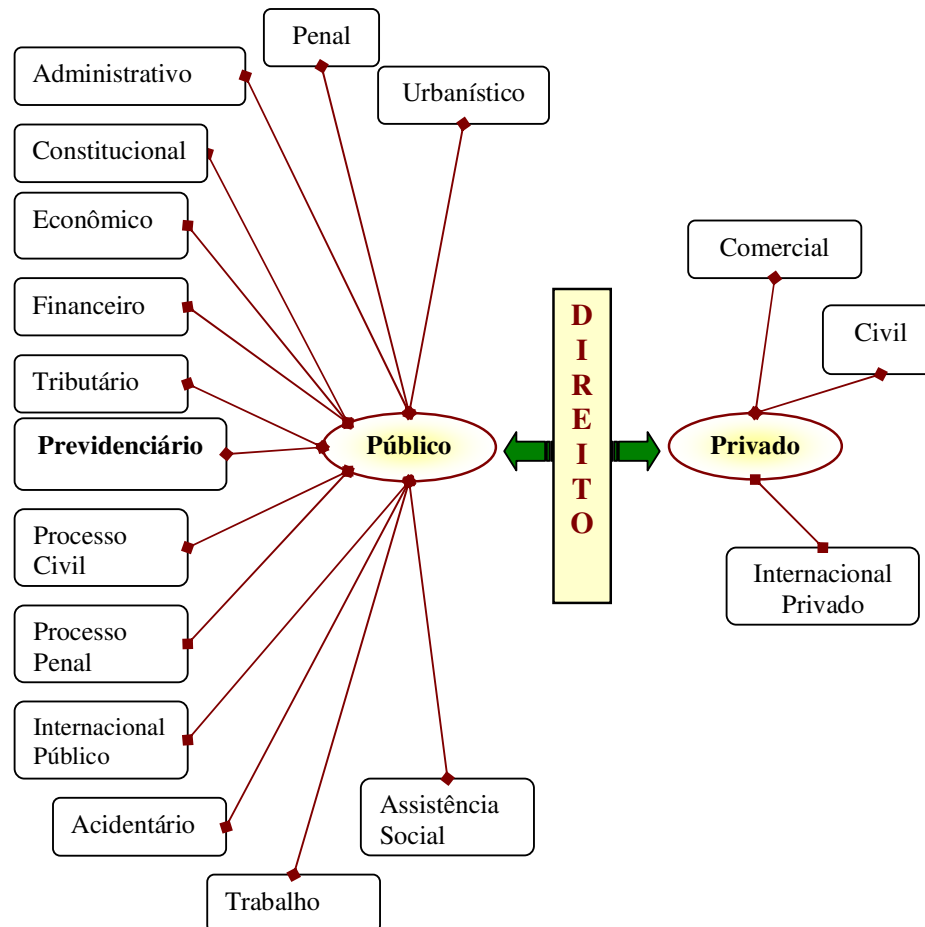 Penal
Administrativo
Urbanístico
Constitucional
Econômico
Financeiro
Tributário
Previdenciário
Processo
Civil
Processo
Penal
Internacional
Público
Acidentário
Trabalho
Assistência
Social
Público
D
I
R
E
I
T
O
Privado
Comercial
Civil
Internacional
Privado